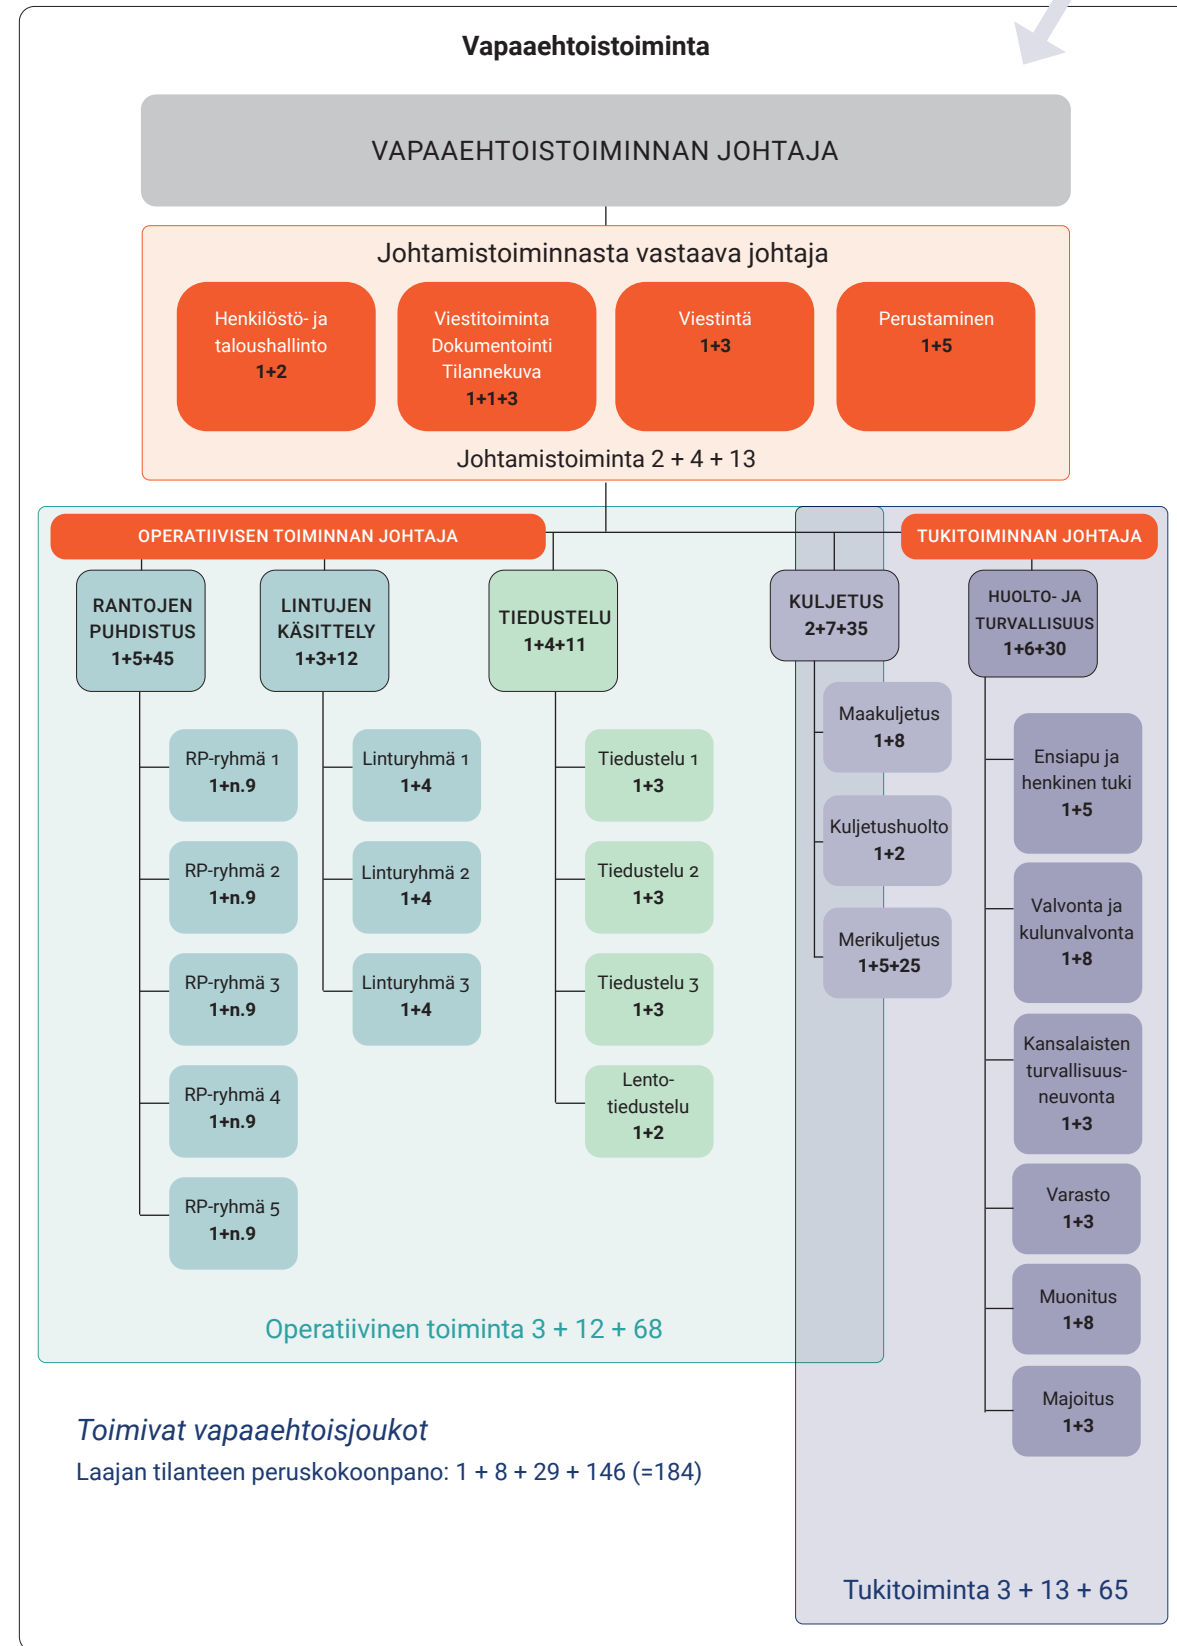 Vapaaehtoistoiminta
VAPAAEHTOISTOIMINNAN JOHTAJA
Johtamistoiminnasta vastaava johtaja
Henkilöstö- ja
taloushallinto
1+2
Viestitoiminta
Dokumentointi
Tilannekuva
1+1+3
Viestintä
1+3
Perustaminen
1+5
Johtamistoiminta 2 + 4 + 13
OPERATIIVISEN TOIMINNAN JOHTAJA
TUKITOIMINNAN JOHTAJA
RANTOJEN
PUHDISTUS
1+5+45
LINTUJEN
KÄSITTELY
1+3+12
TIEDUSTELU
1+4+11
KULJETUS
2+7+35
HUOLTO- JA
TURVALLISUUS
1+6+30
RP-ryhmä 1
1+n.9
RP-ryhmä 2
1+n.9
RP-ryhmä 3
1+n.9
RP-ryhmä 4
1+n.9
RP-ryhmä 5
1+n.9
Linturyhmä 1
1+4
Linturyhmä 2
1+4
Linturyhmä 3
1+4
Tiedustelu 1
1+3
Tiedustelu 2
1+3
Tiedustelu 3
1+3
Lento-
tiedustelu
1+2
Maakuljetus
1+8
Kuljetushuolto
1+2
Merikuljetus
1+5+25
Ensiapu ja
henkinen tuki
1+5
Valvonta ja
kulunvalvonta
1+8
Kansalaisten
turvallisuus-
neuvonta
1+3
Varasto
1+3
Muonitus
1+8
Majoitus
1+3
Operatiivinen toiminta 3 + 12 + 68
Toimivat vapaaehtoisjoukot
Laajan tilanteen peruskokoonpano: 1 + 8 + 29 + 146 (=184)
Tukitoiminta 3 + 13 + 65